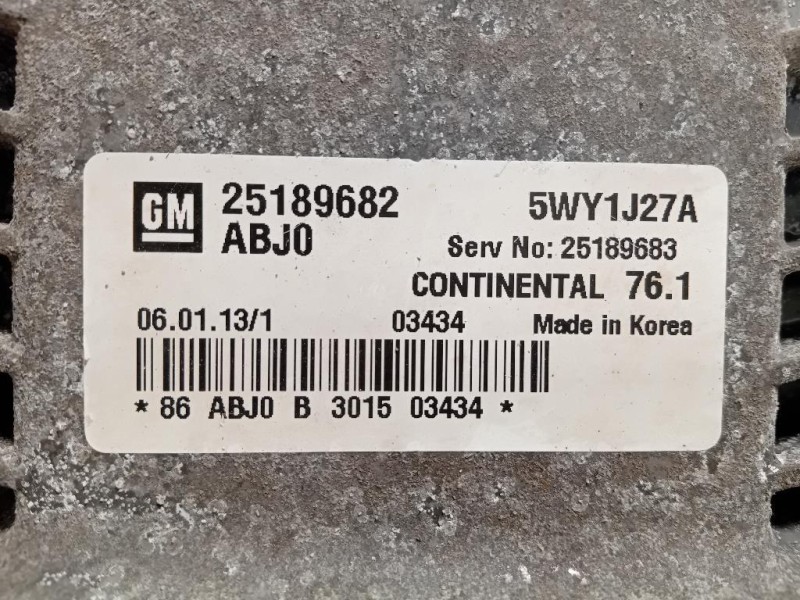 GM 25189682 5WY1J27A
ABJ0 Serv No: 25189683
CONTINENTAL 76.1
06.01.13/1 03434 Made in Korea
* 86 ABJ0 B 3015 03434 *